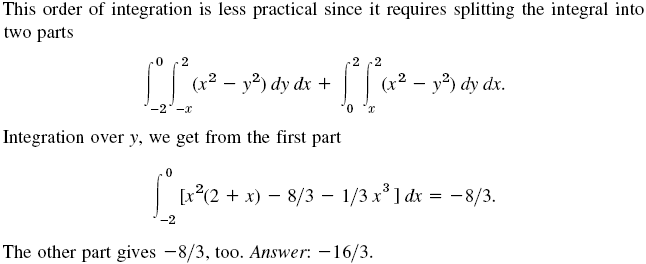 This order of integration is less practical since it requires splitting the integral into
two parts
∫_{-2}^{0} ∫_{-x}^{2} (x² − y²) dy dx + ∫_{0}^{2} ∫_{x}^{2} (x² − y²) dy dx.
Integration over y, we get from the first part
∫_{-2}^{0} [x²(2 + x) − 8/3 − 1/3 x³] dx = −8/3.
The other part gives −8/3, too. Answer: −16/3.